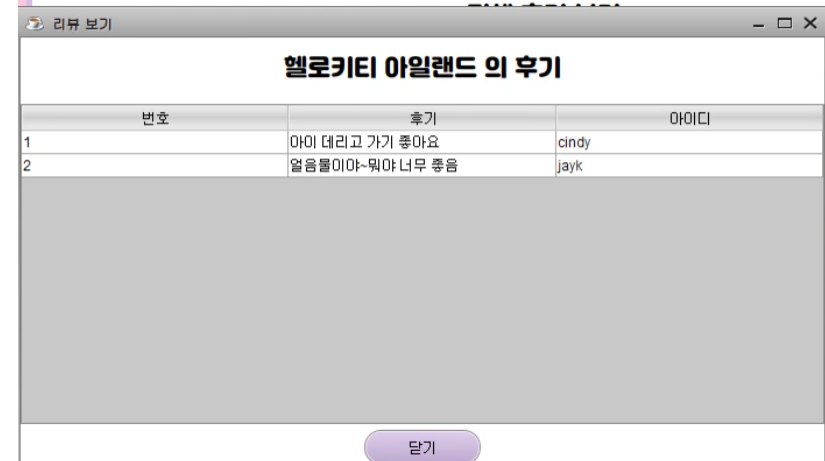 리뷰 보기
헬로키티 아일랜드 의 후기
번호 후기 아이디
1 아이 데리고 가기 좋아요 cindy
2 얼음물이야~뭐야 너무 좋음 jayk
닫기